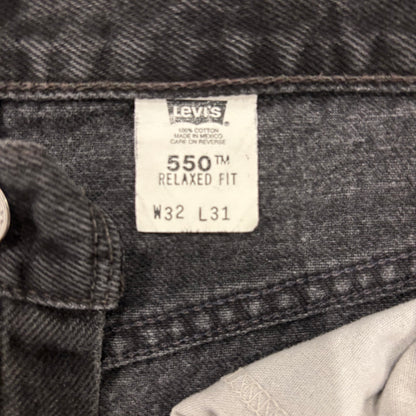 Levi's
100% COTTON
MADE IN MEXICO
CARE ON REVERSE
550™
RELAXED FIT
W32 L31